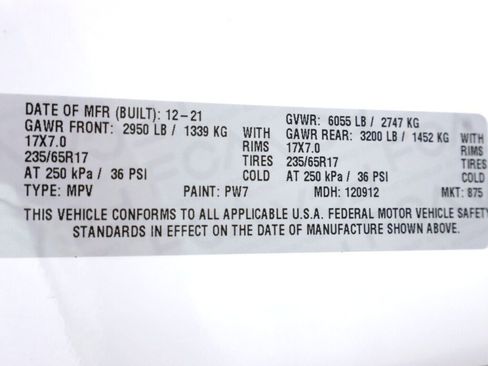 DATE OF MFR (BUILT): 12-21 GVWR: 6055 LB / 2747 KG
GAWR FRONT: 2950 LB / 1339 KG WITH GAWR REAR: 3200 LB / 1452 KG WITH
17X7.0 RIMS 17X7.0 RIMS
235/65R17 TIRES 235/65R17 TIRES
AT 250 kPa / 36 PSI COLD AT 250 kPa / 36 PSI COLD
TYPE: MPV PAINT: PW7 MDH: 120912 MKT: 875
THIS VEHICLE CONFORMS TO ALL APPLICABLE U.S.A. FEDERAL MOTOR VEHICLE SAFETY
STANDARDS IN EFFECT ON THE DATE OF MANUFACTURE SHOWN ABOVE.